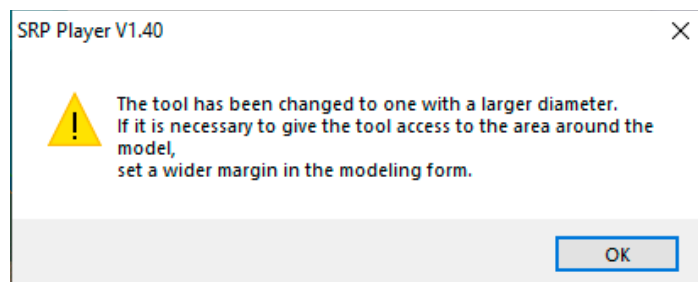 SRP Player V1.40
The tool has been changed to one with a larger diameter.
If it is necessary to give the tool access to the area around the
model,
set a wider margin in the modeling form.
OK